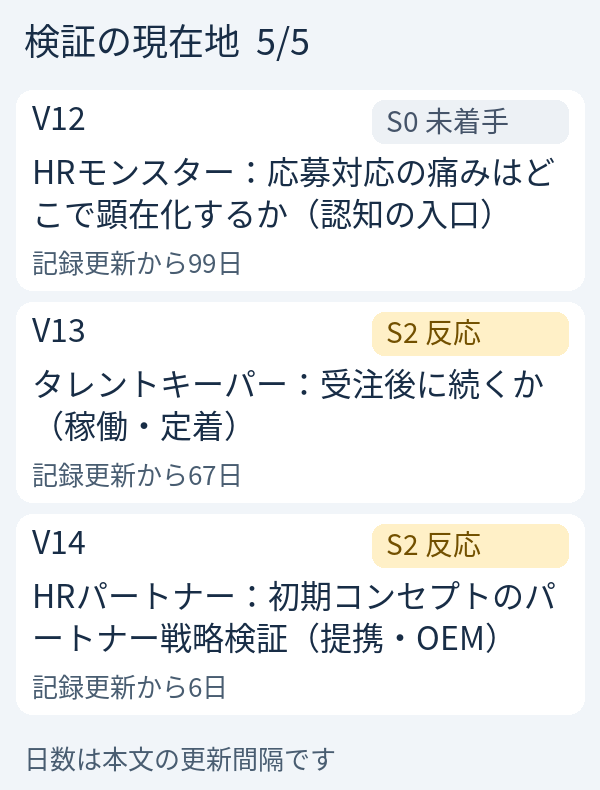 検証の現在地 5/5
V12
S0 未着手
HRモンスター：応募対応の痛みはど
こで顕在化するか（認知の入口）
記録更新から99日
V13
S2 反応
タレントキーパー：受注後に続くか
（稼働・定着）
記録更新から67日
V14
S2 反応
HRパートナー：初期コンセプトのパ
ートナー戦略検証（提携・OEM）
記録更新から6日
日数は本文の更新間隔です